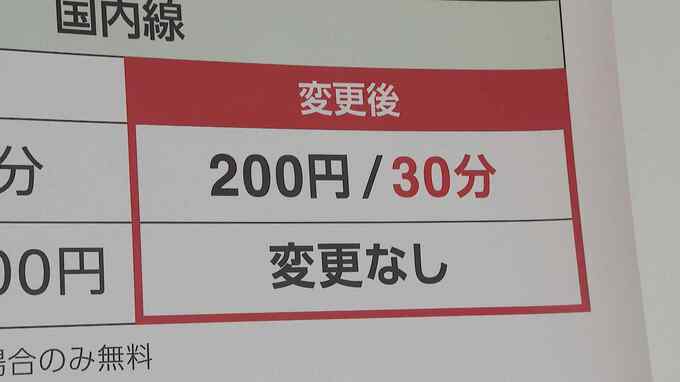 国内線
変更後
分 200円/30分
00円 変更なし
場合のみ無料